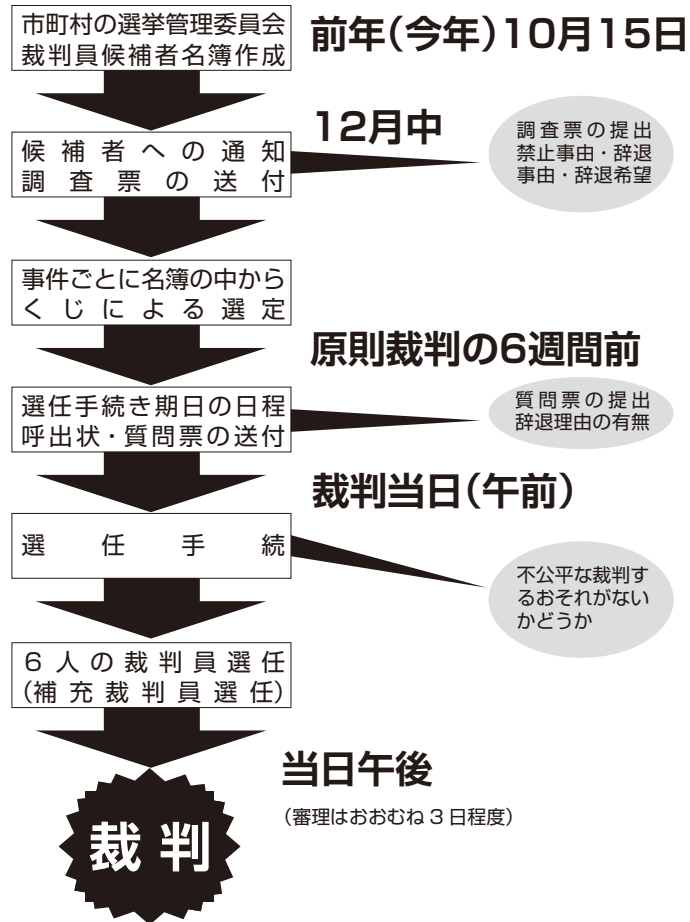 市町村の選挙管理委員会
裁判員候補者名簿作成
前年(今年)10月15日
12月中
候補者への通知
調査票の送付
調査票の提出
禁止事由・辞退
事由・辞退希望
事件ごとに名簿の中から
くじによる選定
原則裁判の6週間前
選任手続き期日の日程
呼出状・質問票の送付
質問票の提出
辞退理由の有無
裁判当日(午前)
選任手続
不公平な裁判す
るおそれがない
かどうか
6人の裁判員選任
(補充裁判員選任)
当日午後
(審理はおおむね3日程度)
裁判